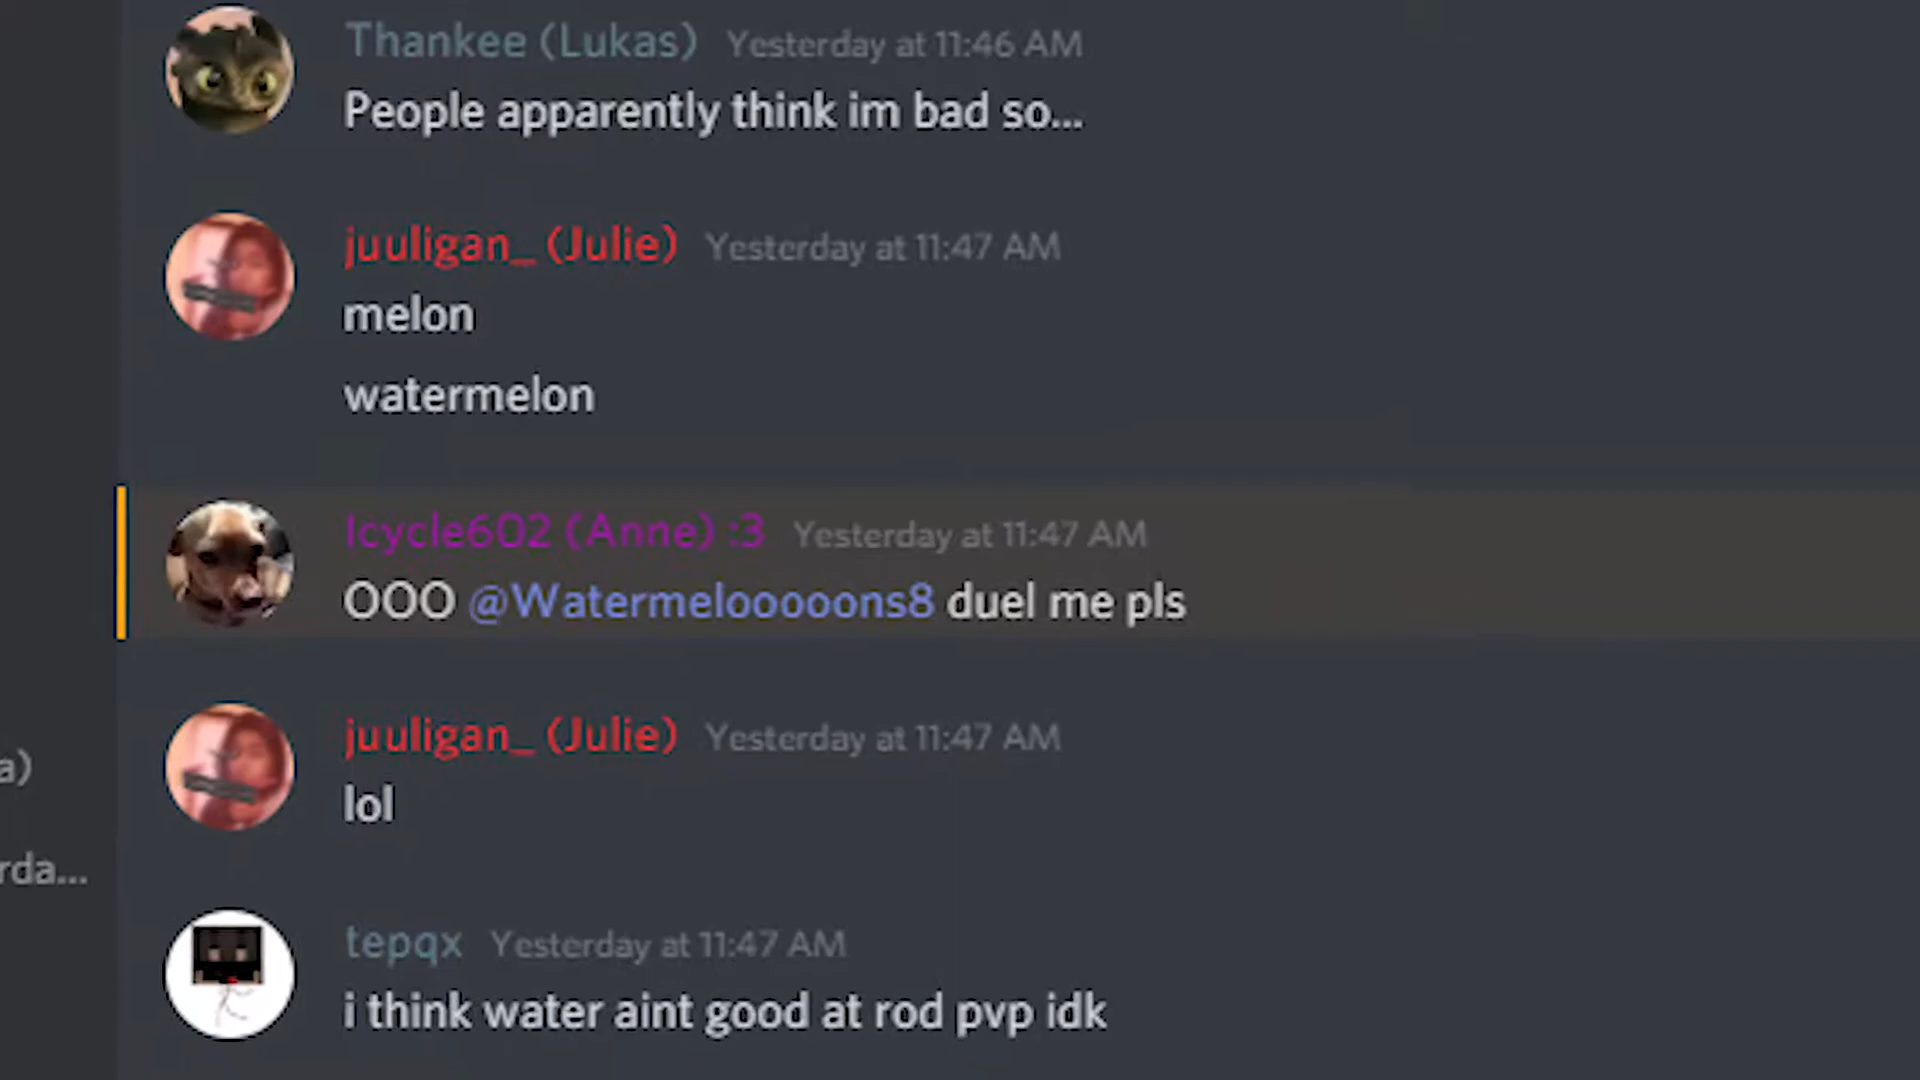 Thankee (Lukas) Yesterday at 11:46 AM
People apparently think im bad so...
juuligan_ (Julie) Yesterday at 11:47 AM
melon
watermelon
Icycle602 (Anne) :3 Yesterday at 11:47 AM
OOO @Watermelooooons8 duel me pls
juuligan_ (Julie) Yesterday at 11:47 AM
a)
lol
rda...
tepqx Yesterday at 11:47 AM
i think water aint good at rod pvp idk